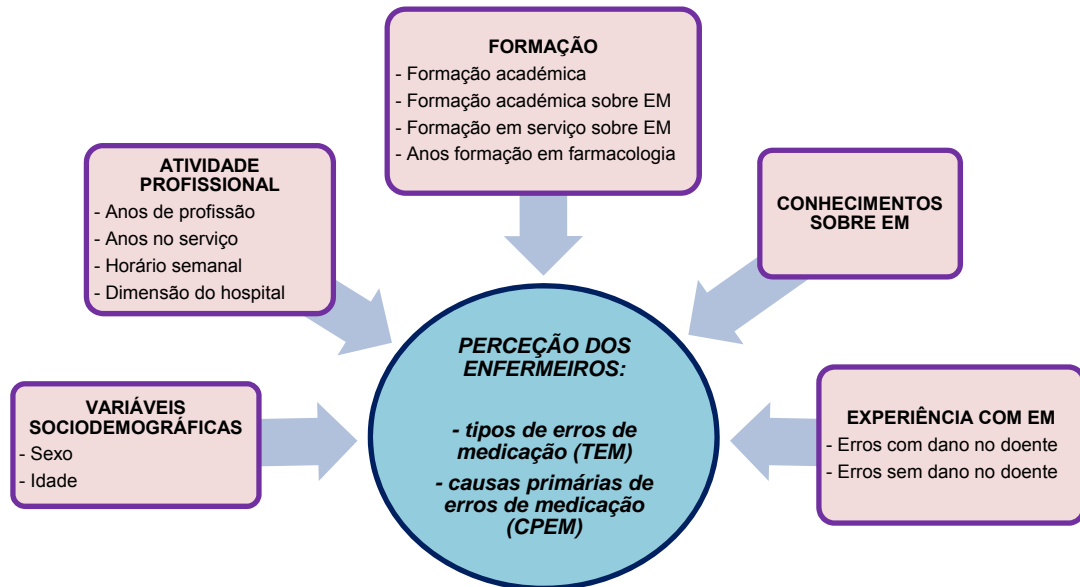 FORMAÇÃO
- Formação académica
- Formação académica sobre EM
- Formação em serviço sobre EM
- Anos formação em farmacologia
ATIVIDADE
PROFISSIONAL
- Anos de profissão
- Anos no serviço
- Horário semanal
- Dimensão do hospital
CONHECIMENTOS
SOBRE EM
VARIÁVEIS
SOCIODEMOGRÁFICAS
- Sexo
- Idade
PERCEÇÃO DOS
ENFERMEIROS:
- tipos de erros de
medicação (TEM)
- causas primárias de
erros de medicação
(CPEM)
EXPERIÊNCIA COM EM
- Erros com dano no doente
- Erros sem dano no doente